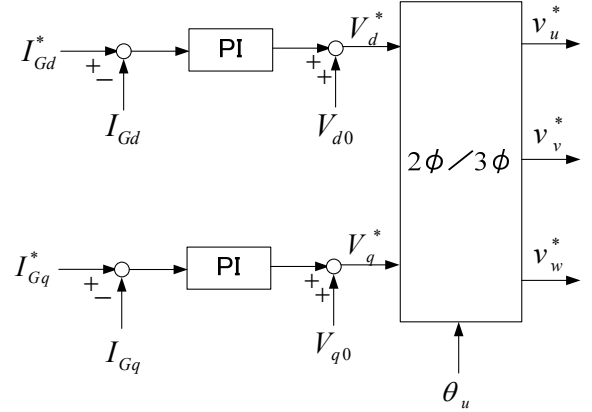 I*Gd + − PI + + V*d v*u
IGd Vd0
2φ/3φ v*v
I*Gq + − PI + + V*q v*w
IGq Vq0
θu